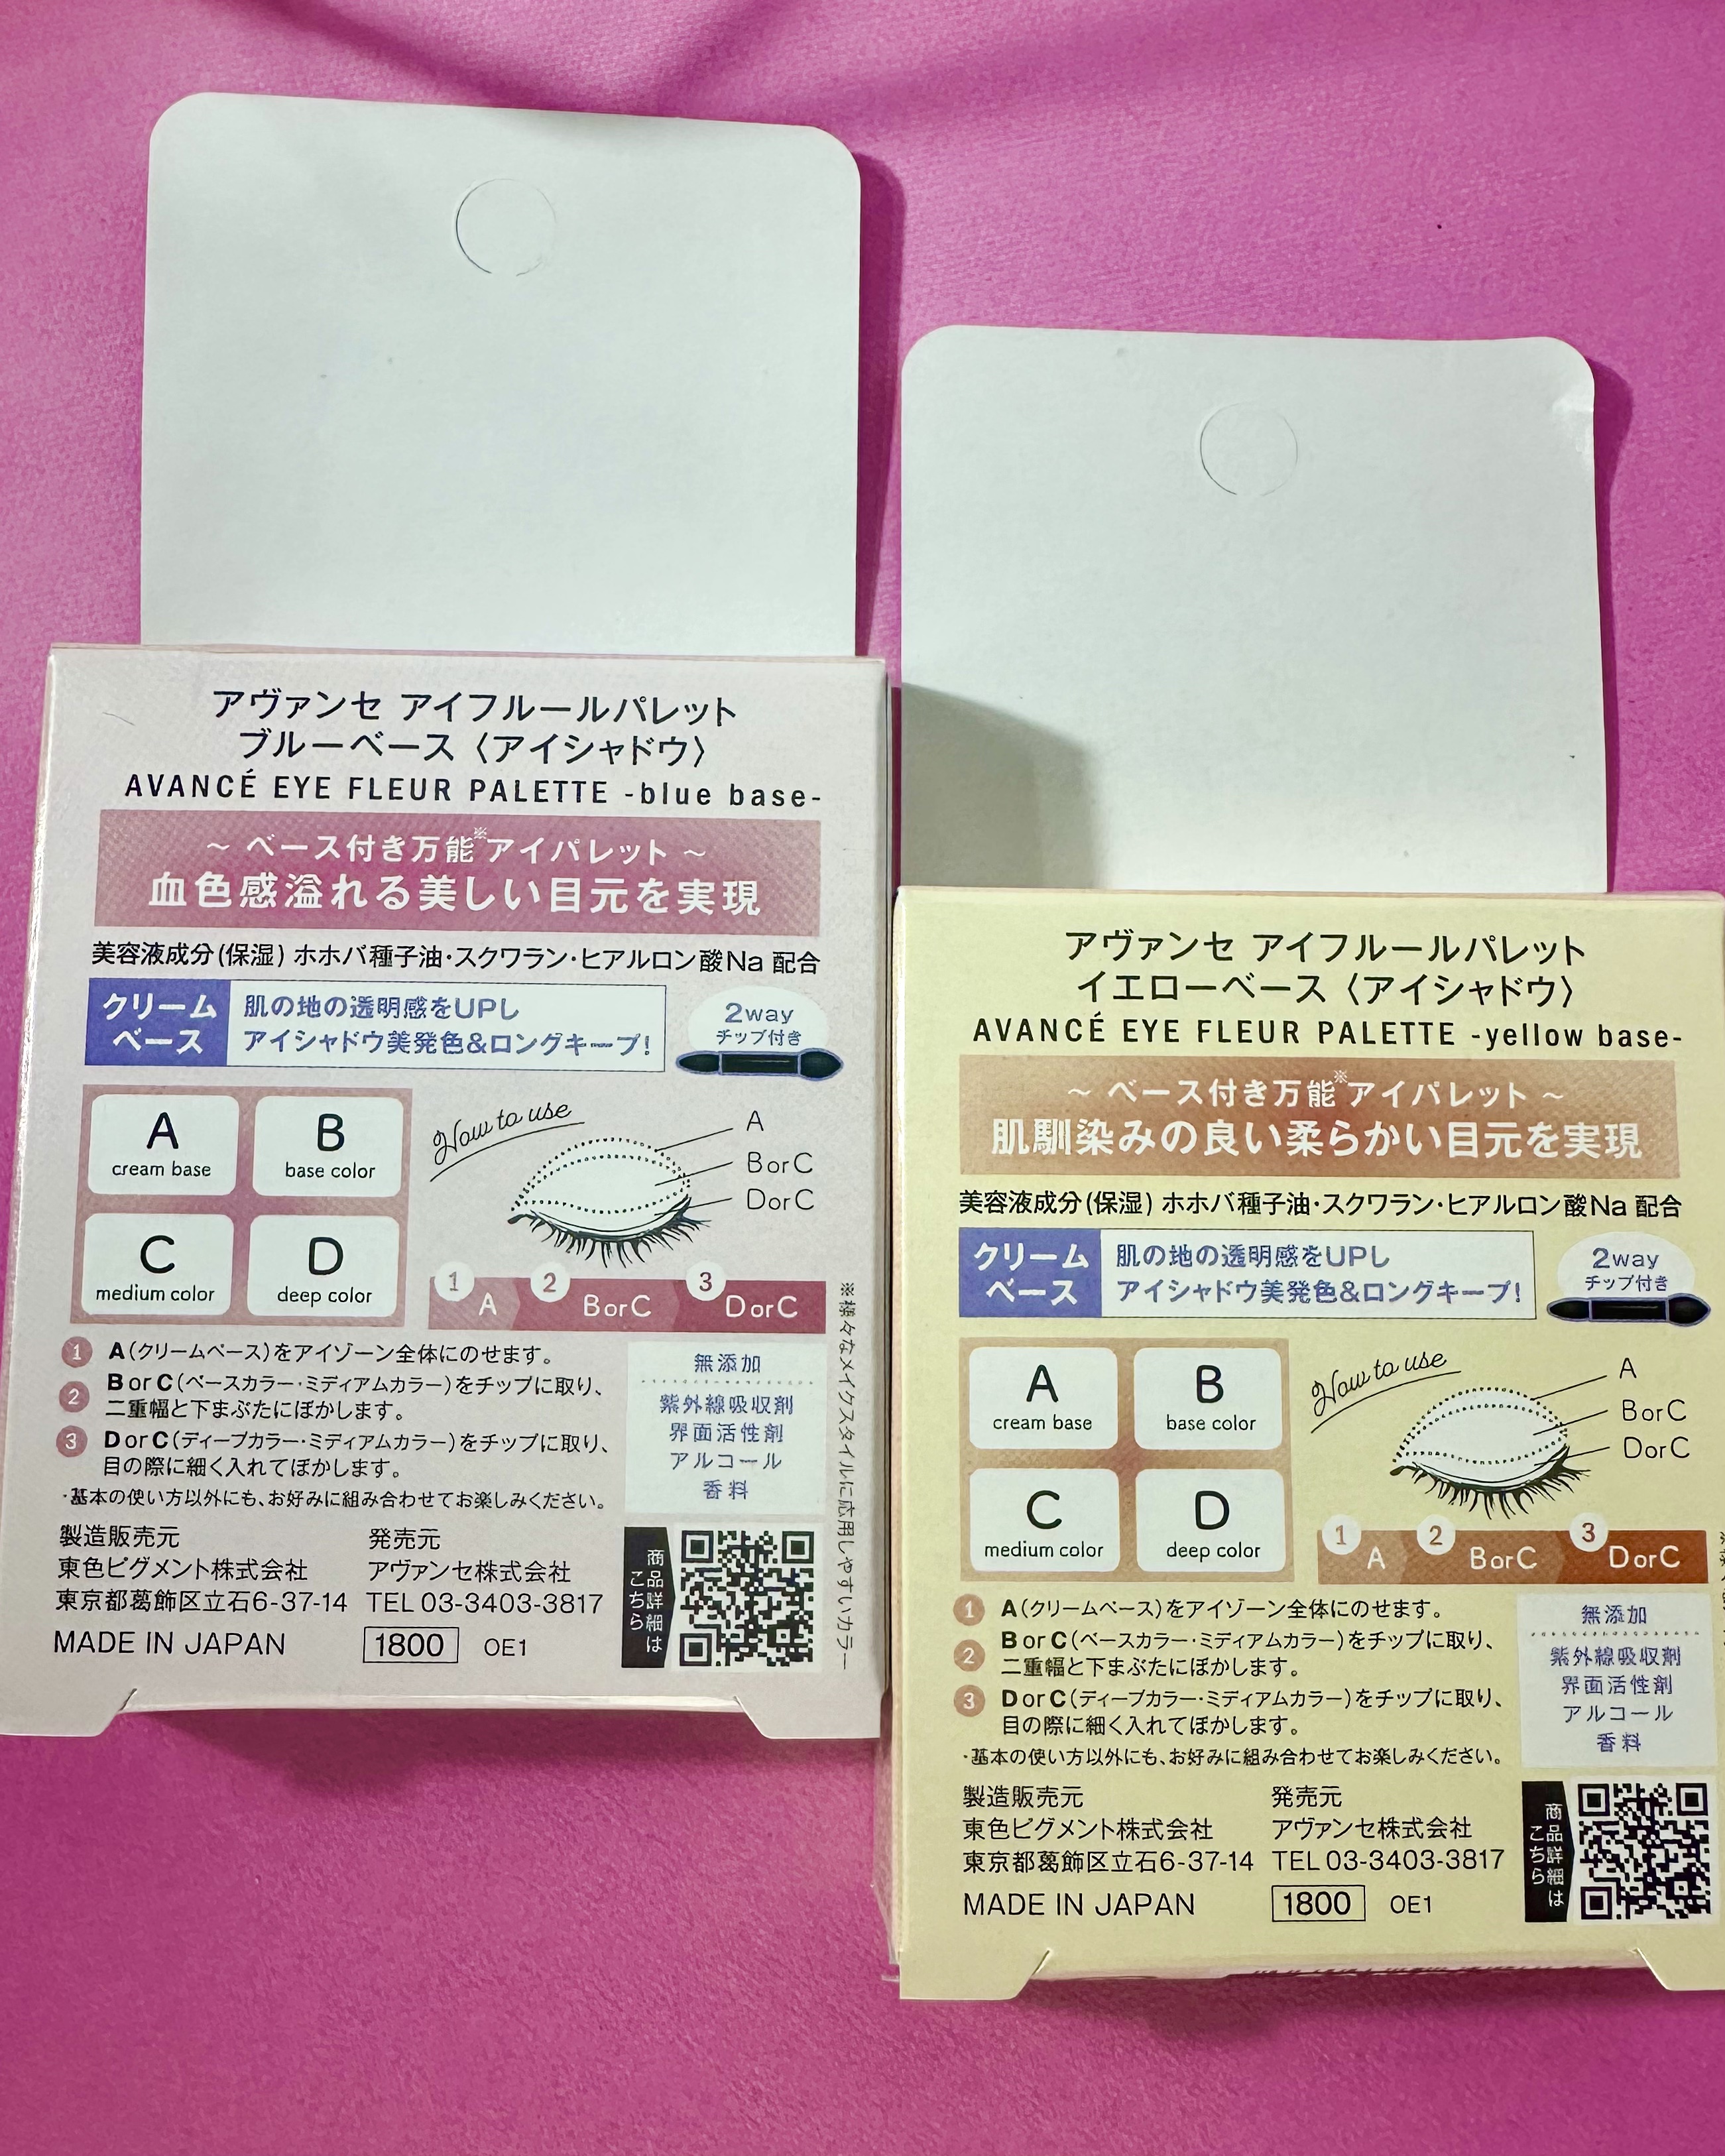 アヴァンセ アイフルールパレット
ブルーベース〈アイシャドウ〉
AVANCÉ EYE FLEUR PALETTE -blue base-
～ ベース付き万能※アイパレット ～
血色感溢れる美しい目元を実現
美容液成分(保湿) ホホバ種子油・スクワラン・ヒアルロン酸Na 配合
クリーム
ベース
肌の地の透明感をUPし
アイシャドウ美発色&ロングキープ!
2way
チップ付き
A
cream base
B
base color
C
medium color
D
deep color
How to use
A
B or C
D or C
1 A 2 B or C 3 D or C
1 A(クリームベース)をアイゾーン全体にのせます。
2 B or C(ベースカラー・ミディアムカラー)をチップに取り、
二重幅と下まぶたにぼかします。
3 D or C(ディープカラー・ミディアムカラー)をチップに取り、
目の際に細く入れてぼかします。
・基本の使い方以外にも、お好みに組み合わせてお楽しみください。
無添加
紫外線吸収剤
界面活性剤
アルコール
香料
※様々なメイクスタイルに応用しやすいカラー
製造販売元
東色ピグメント株式会社
東京都葛飾区立石6-37-14
MADE IN JAPAN
発売元
アヴァンセ株式会社
TEL 03-3403-3817
1800 OE1
商品詳細は
こちら
アヴァンセ アイフルールパレット
イエローベース〈アイシャドウ〉
AVANCÉ EYE FLEUR PALETTE -yellow base-
～ ベース付き万能※アイパレット ～
肌馴染みの良い柔らかい目元を実現
美容液成分(保湿) ホホバ種子油・スクワラン・ヒアルロン酸Na 配合
クリーム
ベース
肌の地の透明感をUPし
アイシャドウ美発色&ロングキープ!
2way
チップ付き
A
cream base
B
base color
C
medium color
D
deep color
How to use
A
B or C
D or C
1 A 2 B or C 3 D or C
1 A(クリームベース)をアイゾーン全体にのせます。
2 B or C(ベースカラー・ミディアムカラー)をチップに取り、
二重幅と下まぶたにぼかします。
3 D or C(ディープカラー・ミディアムカラー)をチップに取り、
目の際に細く入れてぼかします。
・基本の使い方以外にも、お好みに組み合わせてお楽しみください。
無添加
紫外線吸収剤
界面活性剤
アルコール
香料
製造販売元
東色ピグメント株式会社
東京都葛飾区立石6-37-14
MADE IN JAPAN
発売元
アヴァンセ株式会社
TEL 03-3403-3817
1800 OE1
商品詳細は
こちら